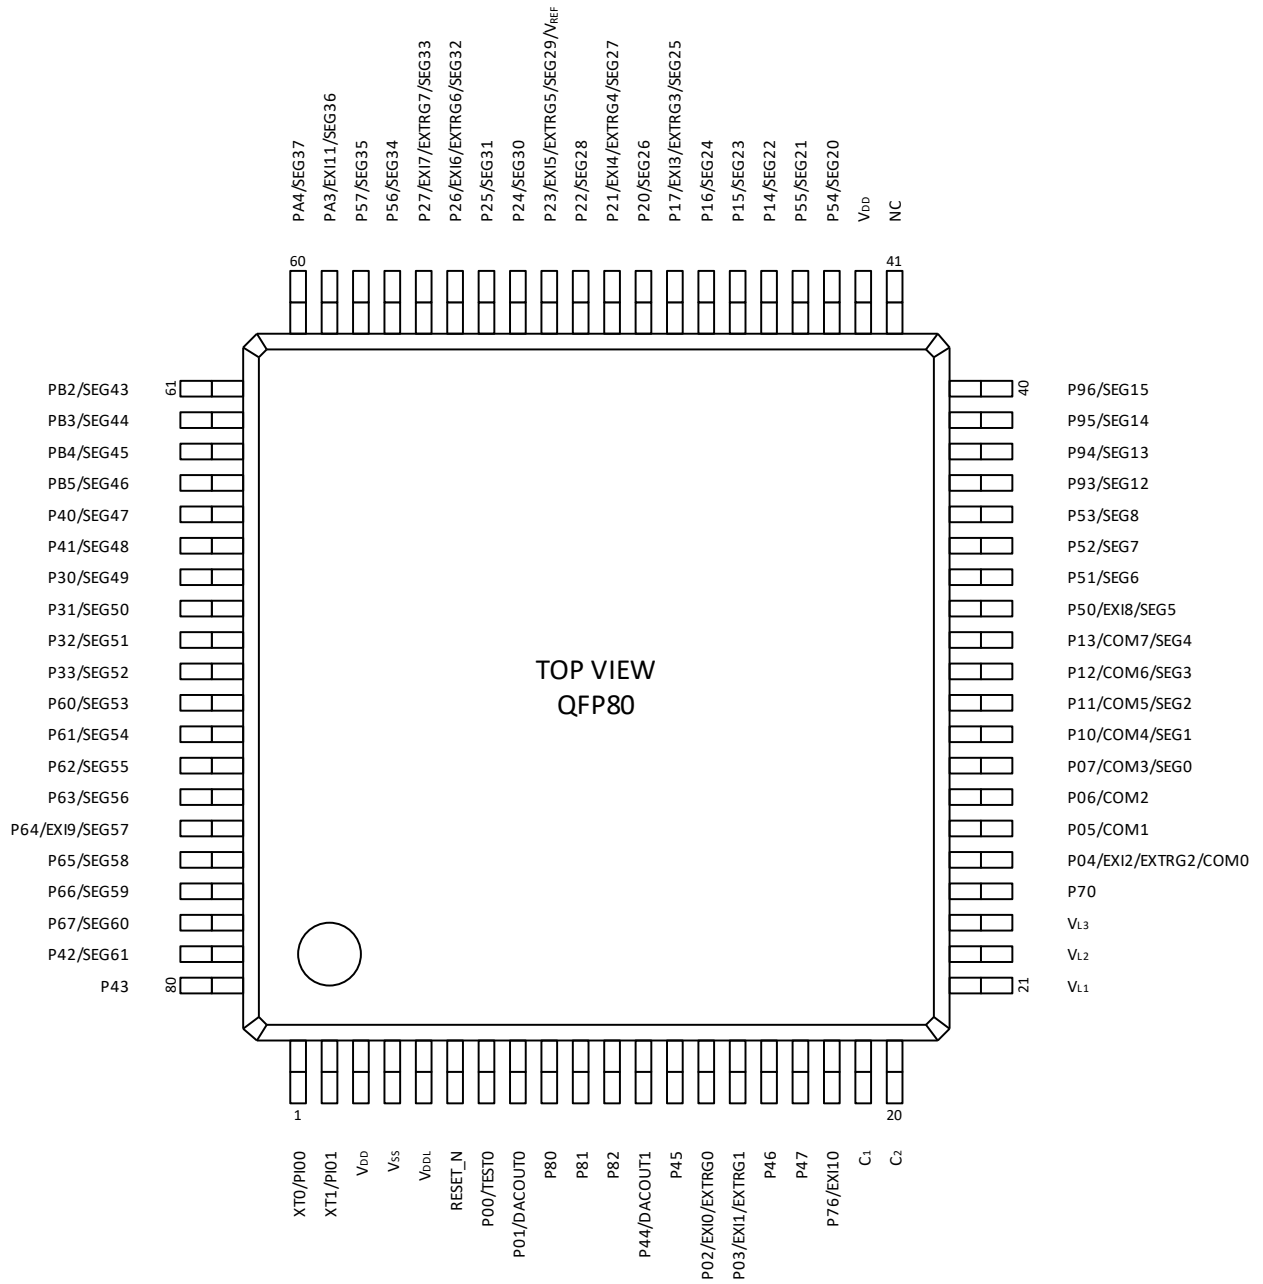 PA4/SEG37
PA3/EXI11/SEG36
P57/SEG35
P56/SEG34
P27/EXI7/EXTRG7/SEG33
P26/EXI6/EXTRG6/SEG32
P25/SEG31
P24/SEG30
P23/EXI5/EXTRG5/SEG29/VREF
P22/SEG28
P21/EXI4/EXTRG4/SEG27
P20/SEG26
P17/EXI3/EXTRG3/SEG25
P16/SEG24
P15/SEG23
P14/SEG22
P55/SEG21
P54/SEG20
VDD
NC
60
41
61
PB2/SEG43
PB3/SEG44
PB4/SEG45
PB5/SEG46
P40/SEG47
P41/SEG48
P30/SEG49
P31/SEG50
P32/SEG51
P33/SEG52
P60/SEG53
P61/SEG54
P62/SEG55
P63/SEG56
P64/EXI9/SEG57
P65/SEG58
P66/SEG59
P67/SEG60
P42/SEG61
P43
80
TOP VIEW
QFP80
40
P96/SEG15
P95/SEG14
P94/SEG13
P93/SEG12
P53/SEG8
P52/SEG7
P51/SEG6
P50/EXI8/SEG5
P13/COM7/SEG4
P12/COM6/SEG3
P11/COM5/SEG2
P10/COM4/SEG1
P07/COM3/SEG0
P06/COM2
P05/COM1
P04/EXI2/EXTRG2/COM0
P70
VL3
VL2
VL1
21
1
20
XT0/PI00
XT1/PI01
VDD
VSS
VDDL
RESET_N
P00/TEST0
P01/DACOUT0
P80
P81
P82
P44/DACOUT1
P45
P02/EXI0/EXTRG0
P03/EXI1/EXTRG1
P46
P47
P76/EXI10
C1
C2